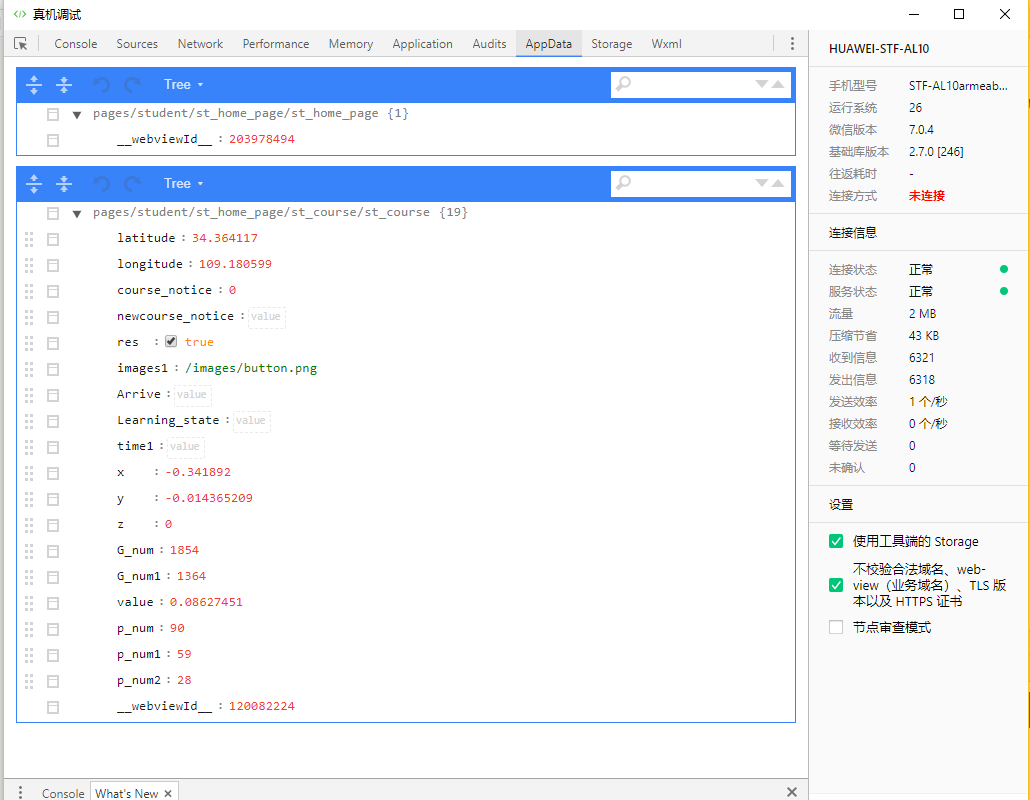 真机调试
Console Sources Network Performance Memory Application Audits AppData Storage Wxml
Tree
pages/student/st_home_page/st_home_page {1}
__webviewId__ : 203978494
Tree
pages/student/st_home_page/st_course/st_course {19}
latitude : 34.364117
longitude : 109.180599
course_notice : 0
newcourse_notice : value
res : true
images1 : /images/button.png
Arrive : value
Learning_state : value
time1 : value
x : -0.341892
y : -0.014365209
z : 0
G_num : 1854
G_num1 : 1364
value : 0.08627451
p_num : 90
p_num1 : 59
p_num2 : 28
__webviewId__ : 120082224
Console What's New
HUAWEI-STF-AL10
手机型号 STF-AL10armeab...
运行系统 26
微信版本 7.0.4
基础库版本 2.7.0 [246]
往返耗时 -
连接方式 未连接
连接信息
连接状态 正常
服务状态 正常
流量 2 MB
压缩节省 43 KB
收到信息 6321
发出信息 6318
发送效率 1 个/秒
接收效率 0 个/秒
等待发送 0
未确认 0
设置
使用工具端的 Storage
不校验合法域名、web-
view（业务域名）、TLS 版
本以及 HTTPS 证书
节点审查模式